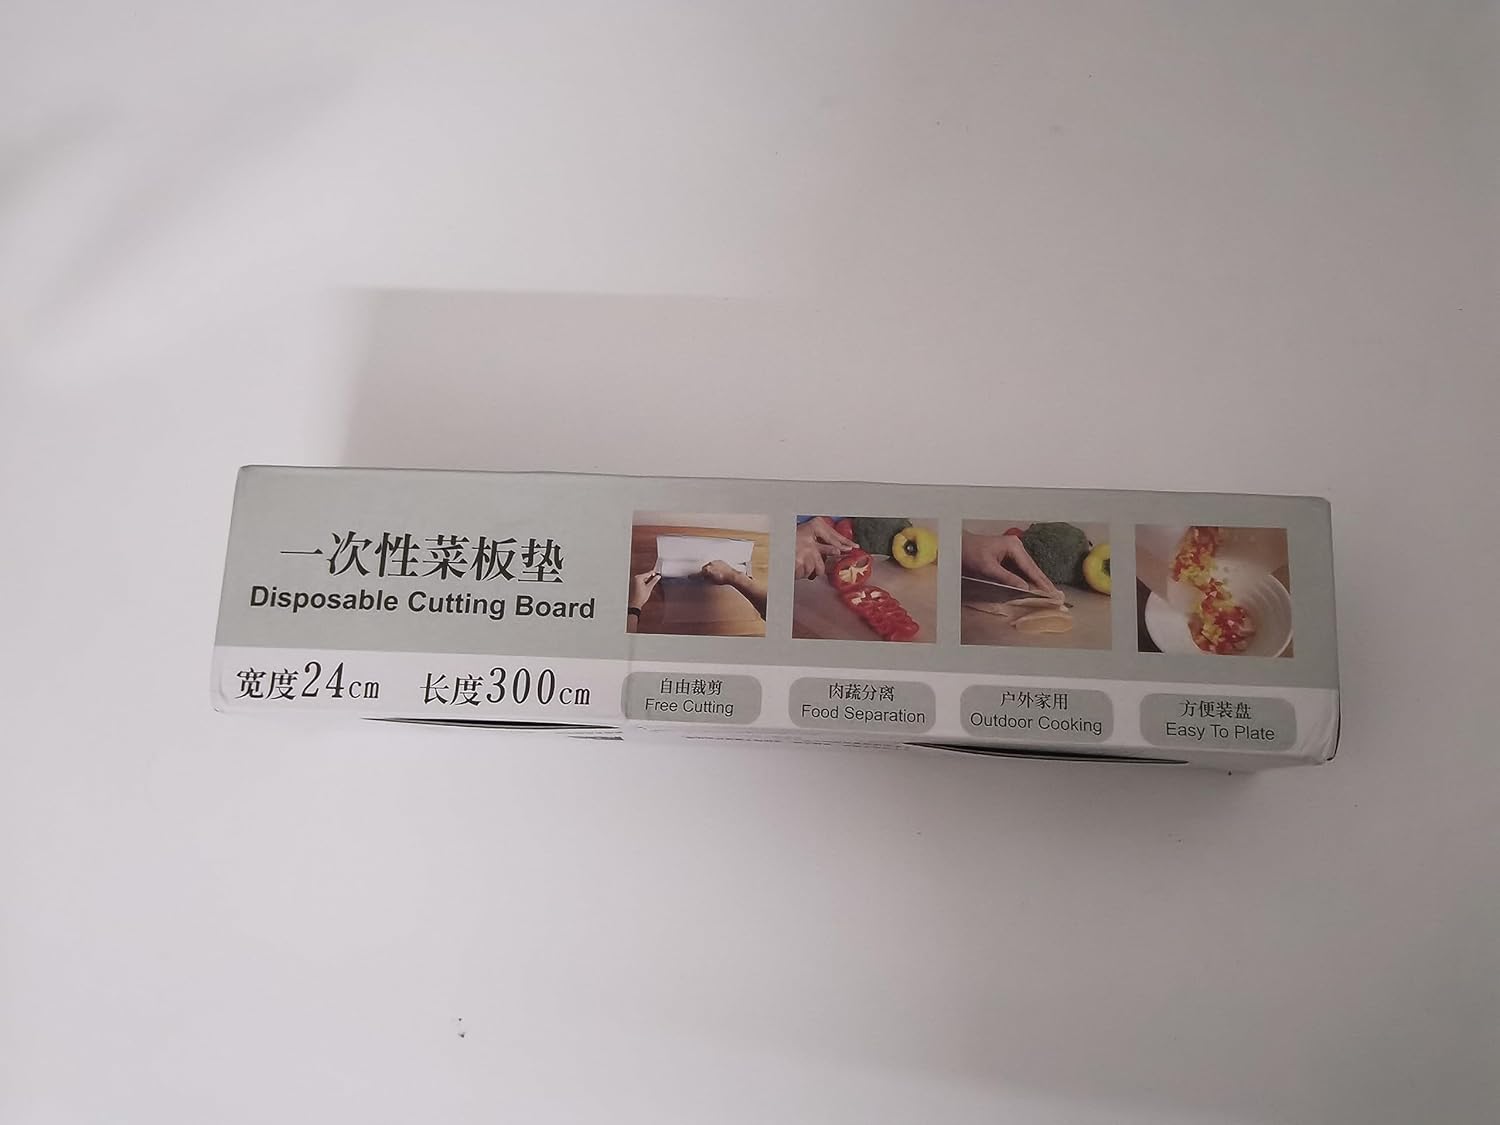 一次性菜板垫
Disposable Cutting Board
宽度24cm 长度300cm
自由裁剪
Free Cutting
肉蔬分离
Food Separation
户外家用
Outdoor Cooking
方便装盘
Easy To Plate